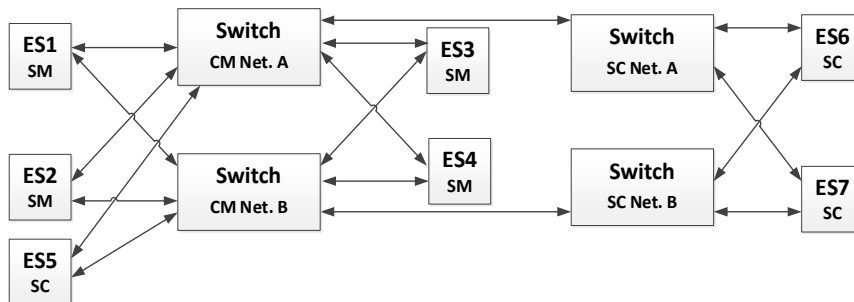 ES1
SM
ES2
SM
ES5
SC
Switch
CM Net. A
Switch
CM Net. B
ES3
SM
ES4
SM
Switch
SC Net. A
Switch
SC Net. B
ES6
SC
ES7
SC